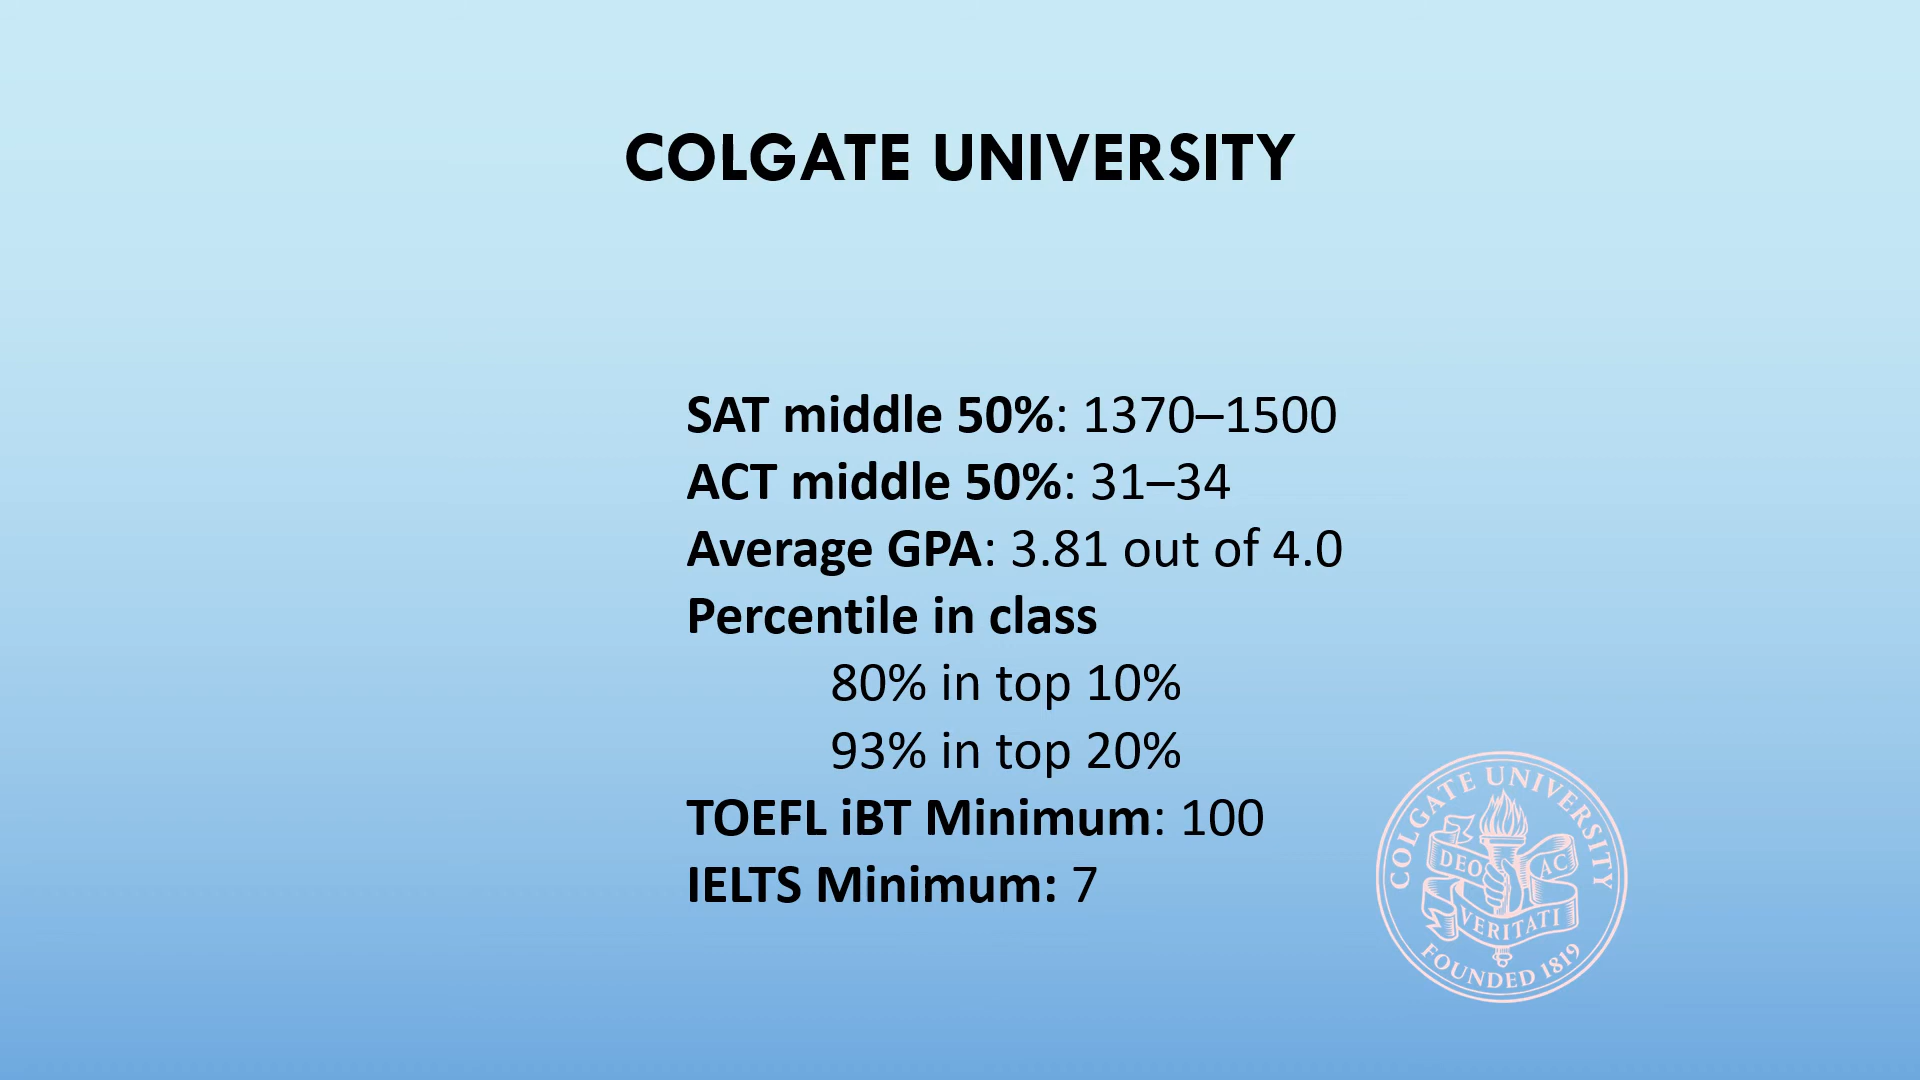 COLGATE UNIVERSITY
SAT middle 50%: 1370–1500
ACT middle 50%: 31–34
Average GPA: 3.81 out of 4.0
Percentile in class
80% in top 10%
93% in top 20%
TOEFL iBT Minimum: 100
IELTS Minimum: 7
COLGATE UNIVERSITY
DEO AC
VERITATI
FOUNDED 1819